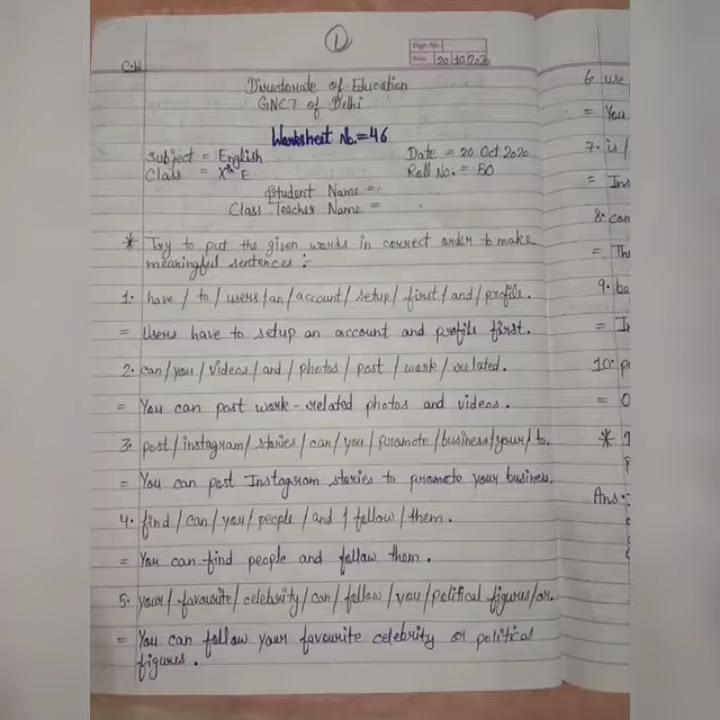 1
Page No.
Date 20/10/2020
C.W
Directorate of Education
GNCT of Delhi
Worksheet No. = 46
Subject = English
Date = 20 Oct 2020
Class = Xth E
Roll No. = 50
Student Name =
Class Teacher Name =
* Try to put the given words in correct order to make
meaningful sentences :-
1. have / to / users / an / account / setup / first / and / profile.
= Users have to setup an account and profile first.
2. can / you / videos / and / photos / post / work / related.
= You can post work-related photos and videos.
3. post / instagram / stories / can / you / promote / business / your / to.
= You can post Instagram stories to promote your business.
4. find / can / you / people / and / follow / them.
= You can find people and follow them.
5. your / favourite / celebrity / can / follow / you / political figures / or.
= You can follow your favourite celebrity or political
figures.
6. use
= You
7. is /
= Ins
8. can
= Th
9. be
= I
10. p
= O
*
Ans :-